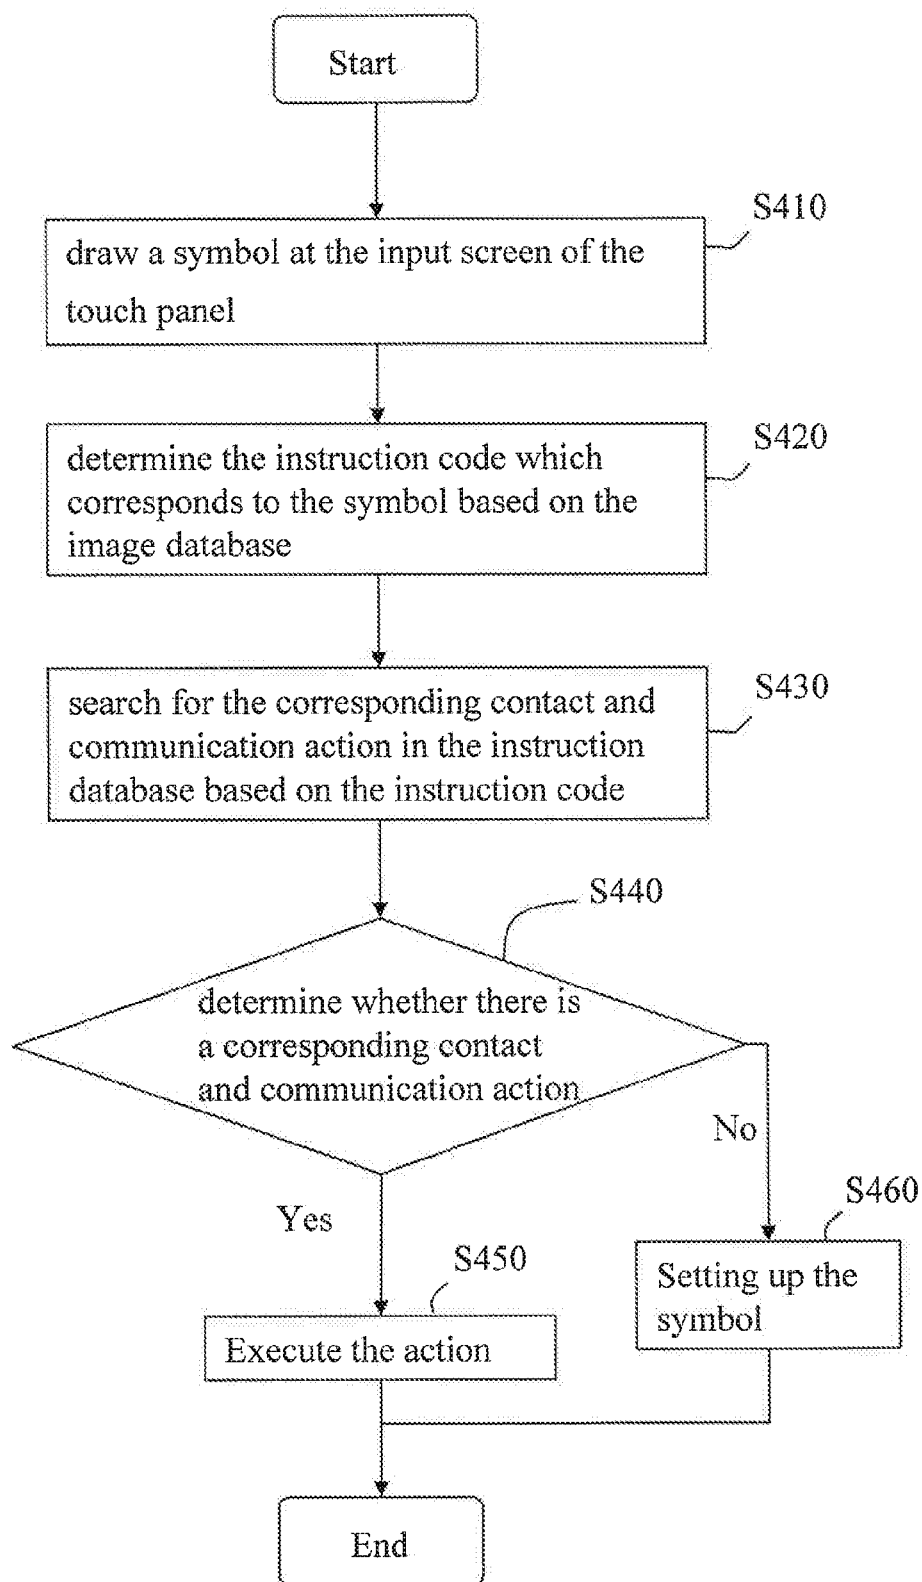 Start
S410
draw a symbol at the input screen of the
touch panel
S420
determine the instruction code which
corresponds to the symbol based on the
image database
S430
search for the corresponding contact and
communication action in the instruction
database based on the instruction code
S440
determine whether there is
a corresponding contact
and communication action
No
Yes
S460
S450
Setting up the
symbol
Execute the action
End